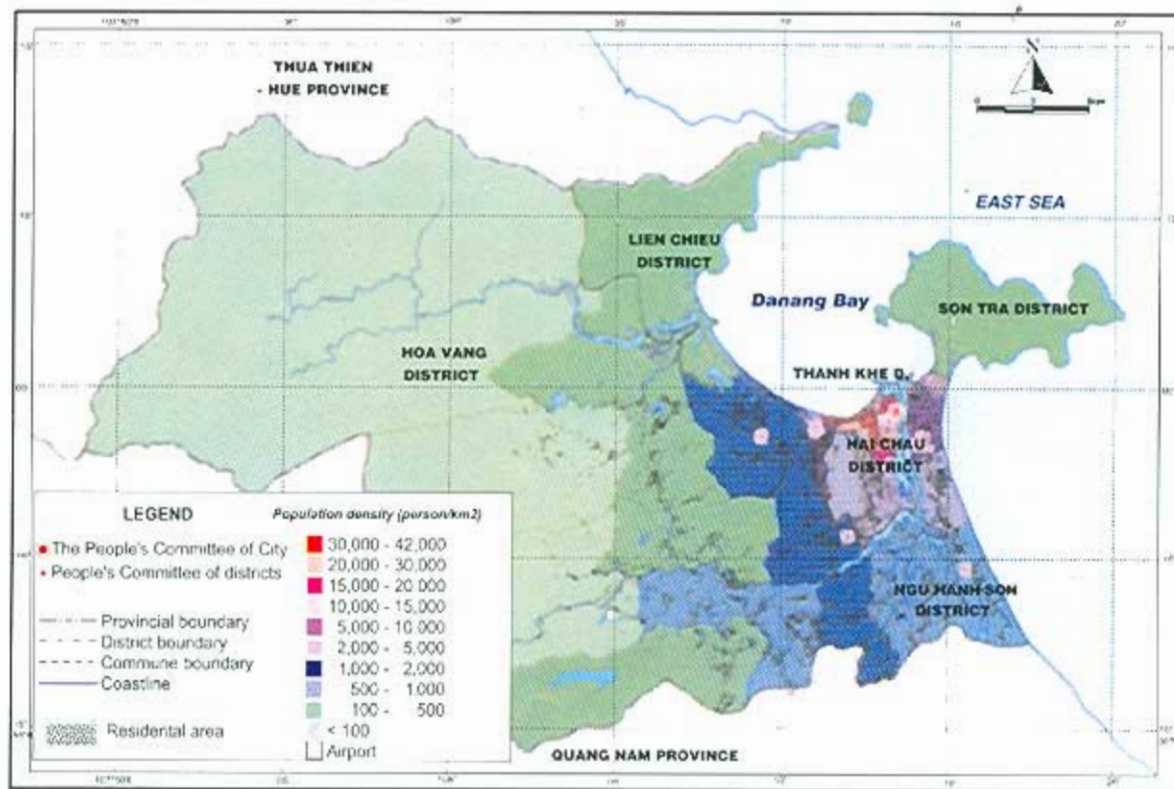 THUA THIEN
- HUE PROVINCE
N
EAST SEA
LIEN CHIEU
DISTRICT
Danang Bay
SON TRA DISTRICT
HOA VANG
DISTRICT
THANH KHE D.
HAI CHAU
DISTRICT
NGU HANH SON
DISTRICT
QUANG NAM PROVINCE
LEGEND
The People's Committee of City
People's Committee of districts
Provincial boundary
District boundary
Commune boundary
Coastline
Residental area
Population density (person/km2)
30,000 - 42,000
20,000 - 30,000
15,000 - 20 000
10,000 - 15,000
5,000 - 10 000
2,000 - 5,000
1,000 - 2,000
500 - 1.000
100 - 500
< 100
Airport